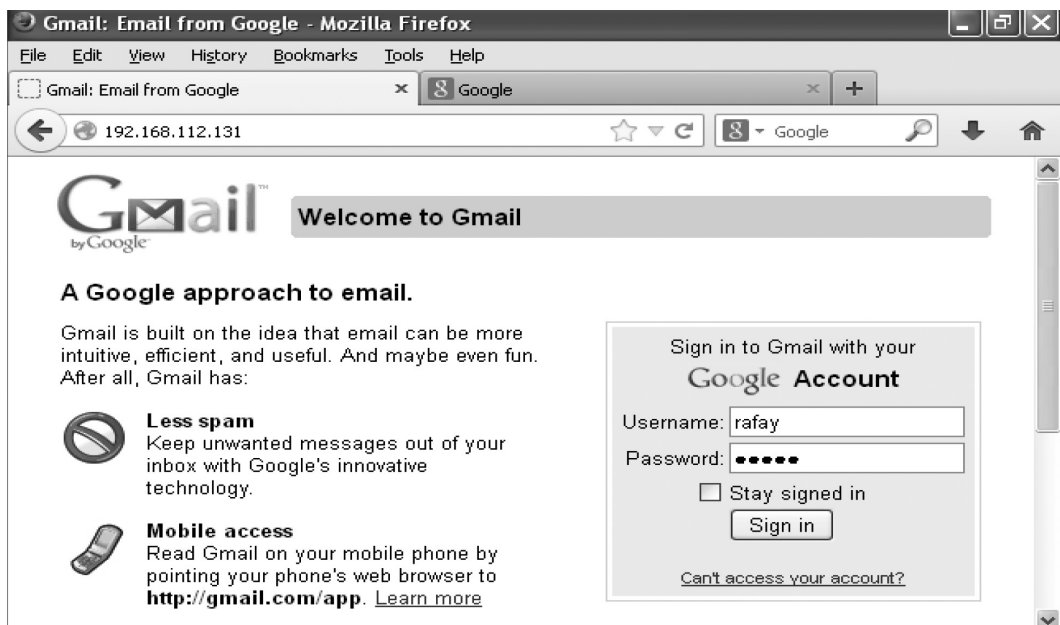 Gmail: Email from Google - Mozilla Firefox
File Edit View History Bookmarks Tools Help
Gmail: Email from Google × 8 Google × +
192.168.112.131 8 Google
Gmail™ by Google™
Welcome to Gmail
A Google approach to email.
Gmail is built on the idea that email can be more
intuitive, efficient, and useful. And maybe even fun.
After all, Gmail has:
Less spam
Keep unwanted messages out of your
inbox with Google's innovative
technology.
Mobile access
Read Gmail on your mobile phone by
pointing your phone's web browser to
http://gmail.com/app. Learn more
Sign in to Gmail with your
Google Account
Username: rafay
Password: •••••
Stay signed in
Sign in
Can't access your account?